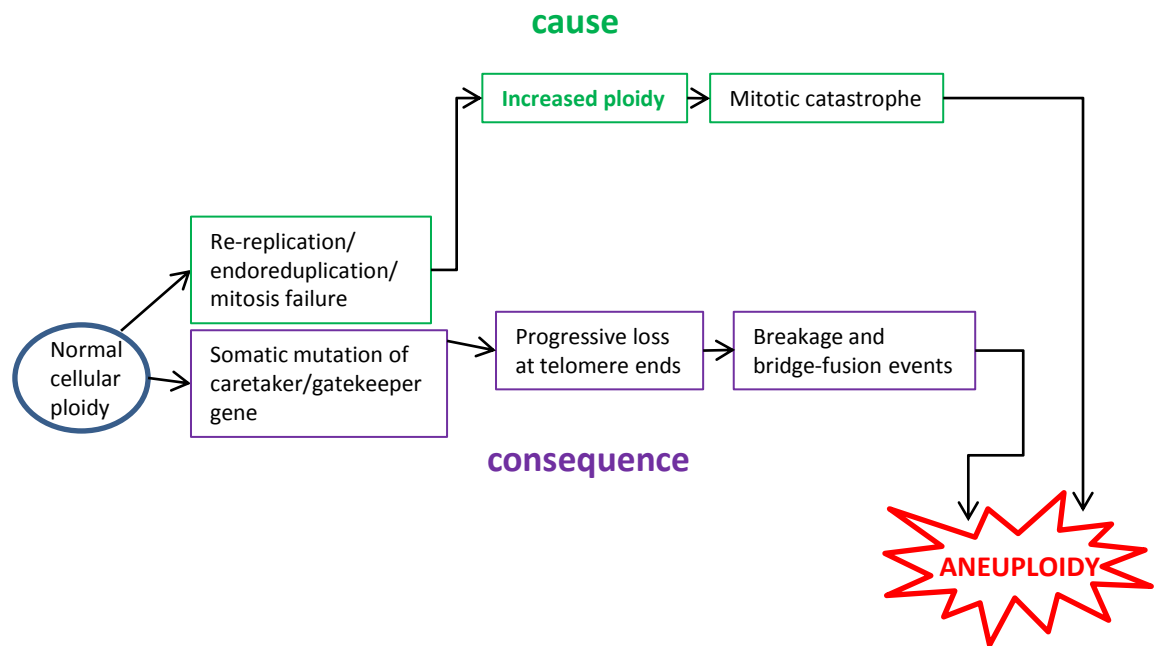 cause
Increased ploidy
Mitotic catastrophe
Re-replication/
endoreduplication/
mitosis failure
Normal
cellular
ploidy
Somatic mutation of
caretaker/gatekeeper
gene
Progressive loss
at telomere ends
Breakage and
bridge-fusion events
consequence
ANEUPLOIDY